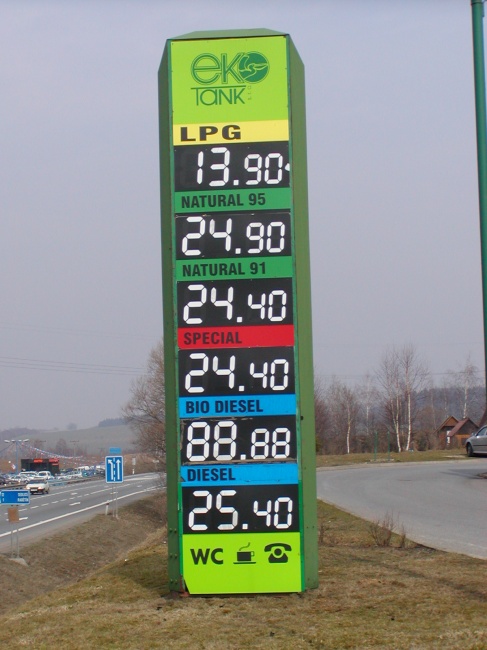 eko
TANK
LPG
13.90
NATURAL 95
24.90
NATURAL 91
24.40
SPECIAL
24.40
BIO DIESEL
88.88
DIESEL
25.40
WC